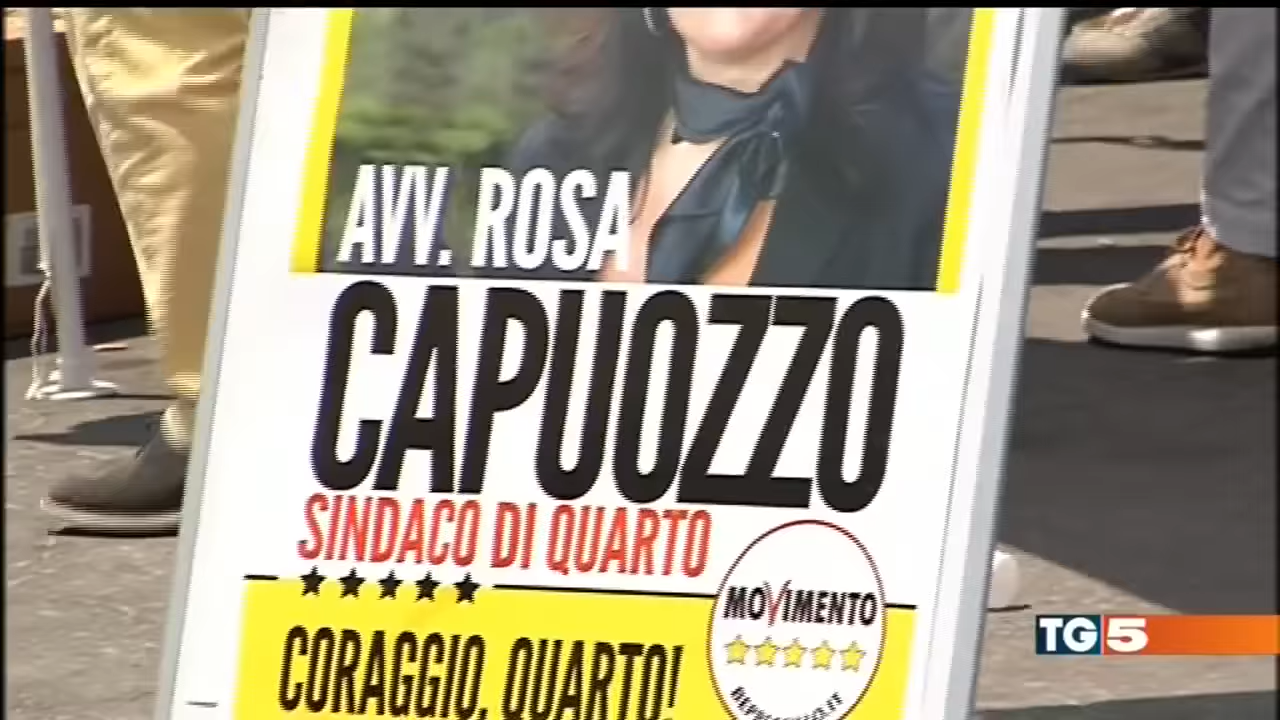 AVV. ROSA
CAPUOZZO
SINDACO DI QUARTO
MOVIMENTO
CORAGGIO, QUARTO!
TG5